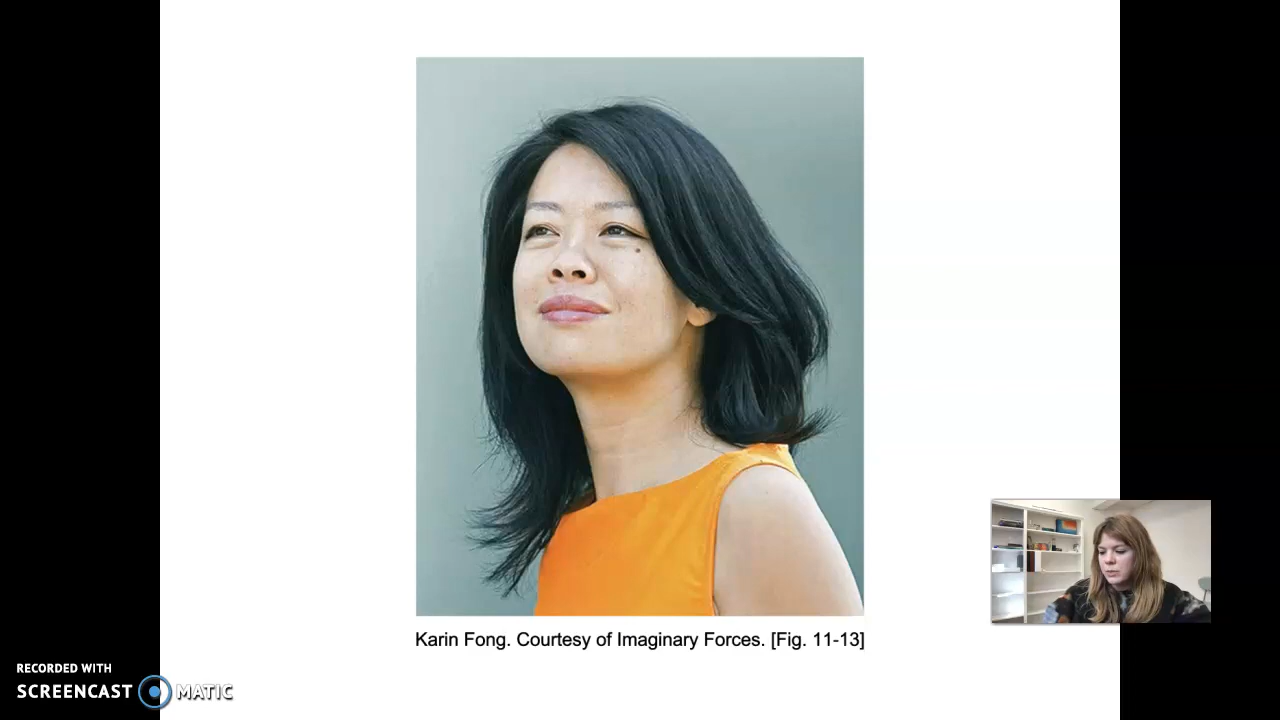 Karin Fong. Courtesy of Imaginary Forces. [Fig. 11-13]
RECORDED WITH
SCREENCAST MATIC